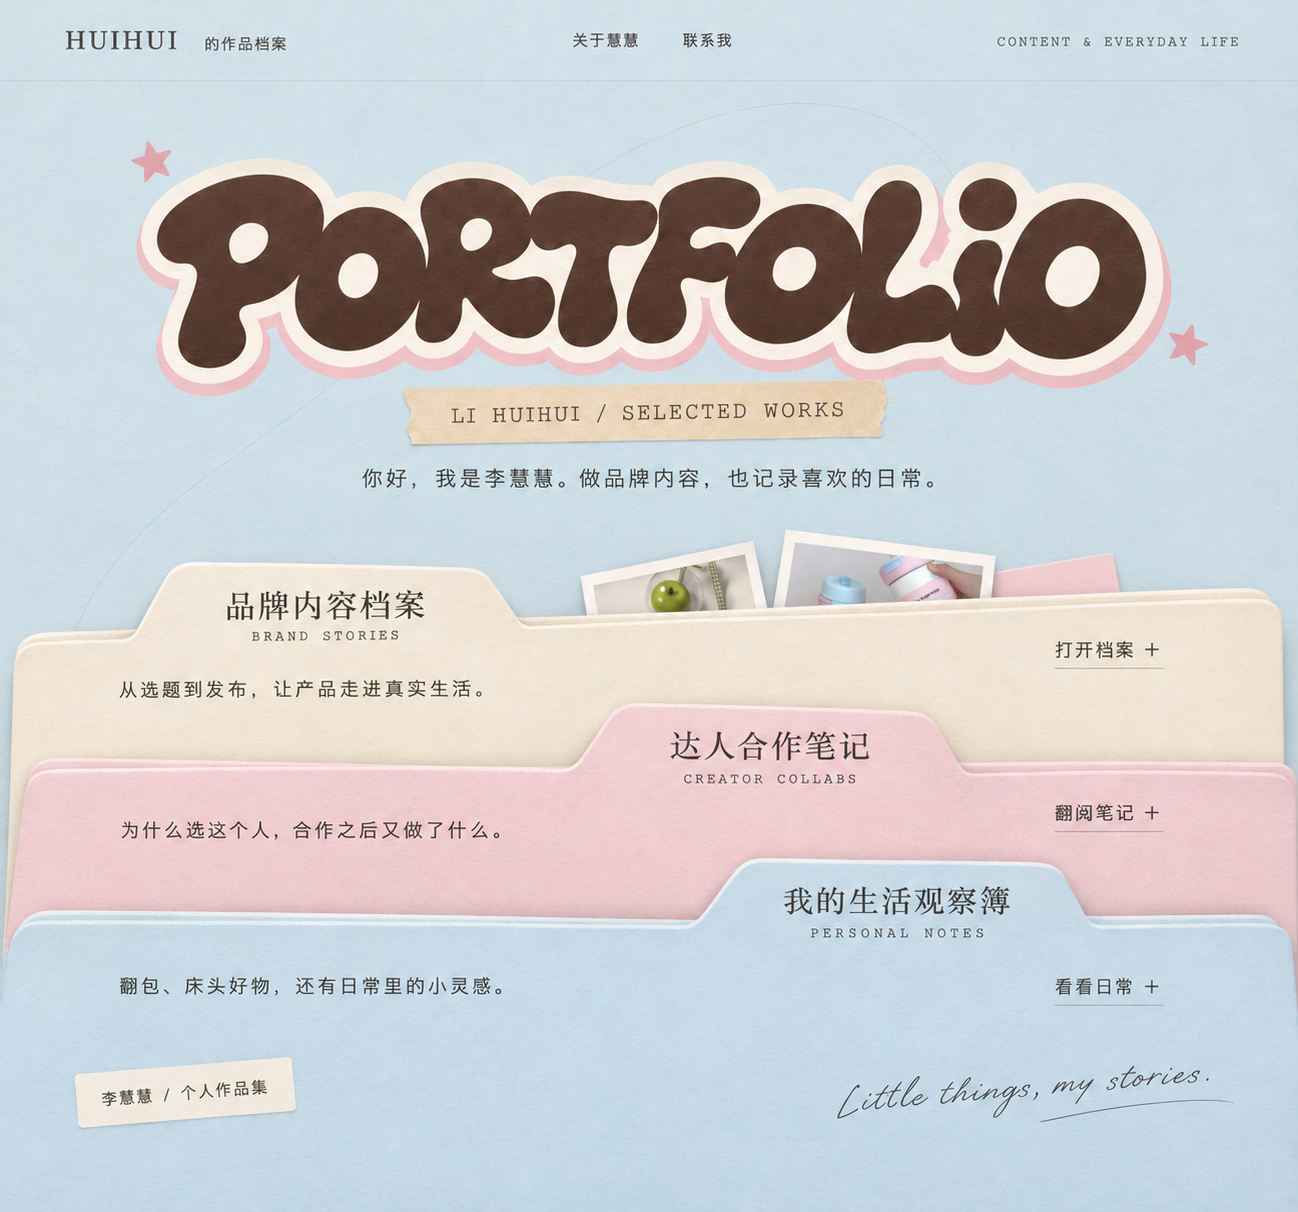 HUIHUI 的作品档案
关于慧慧 联系我
CONTENT & EVERYDAY LIFE
PORTFOLiO
LI HUIHUI / SELECTED WORKS
你好，我是李慧慧。做品牌内容，也记录喜欢的日常。
品牌内容档案
BRAND STORIES
打开档案 +
从选题到发布，让产品走进真实生活。
达人合作笔记
CREATOR COLLABS
翻阅笔记 +
为什么选这个人，合作之后又做了什么。
我的生活观察簿
PERSONAL NOTES
翻包、床头好物，还有日常里的小灵感。
看看日常 +
李慧慧 / 个人作品集
Little things, my stories.